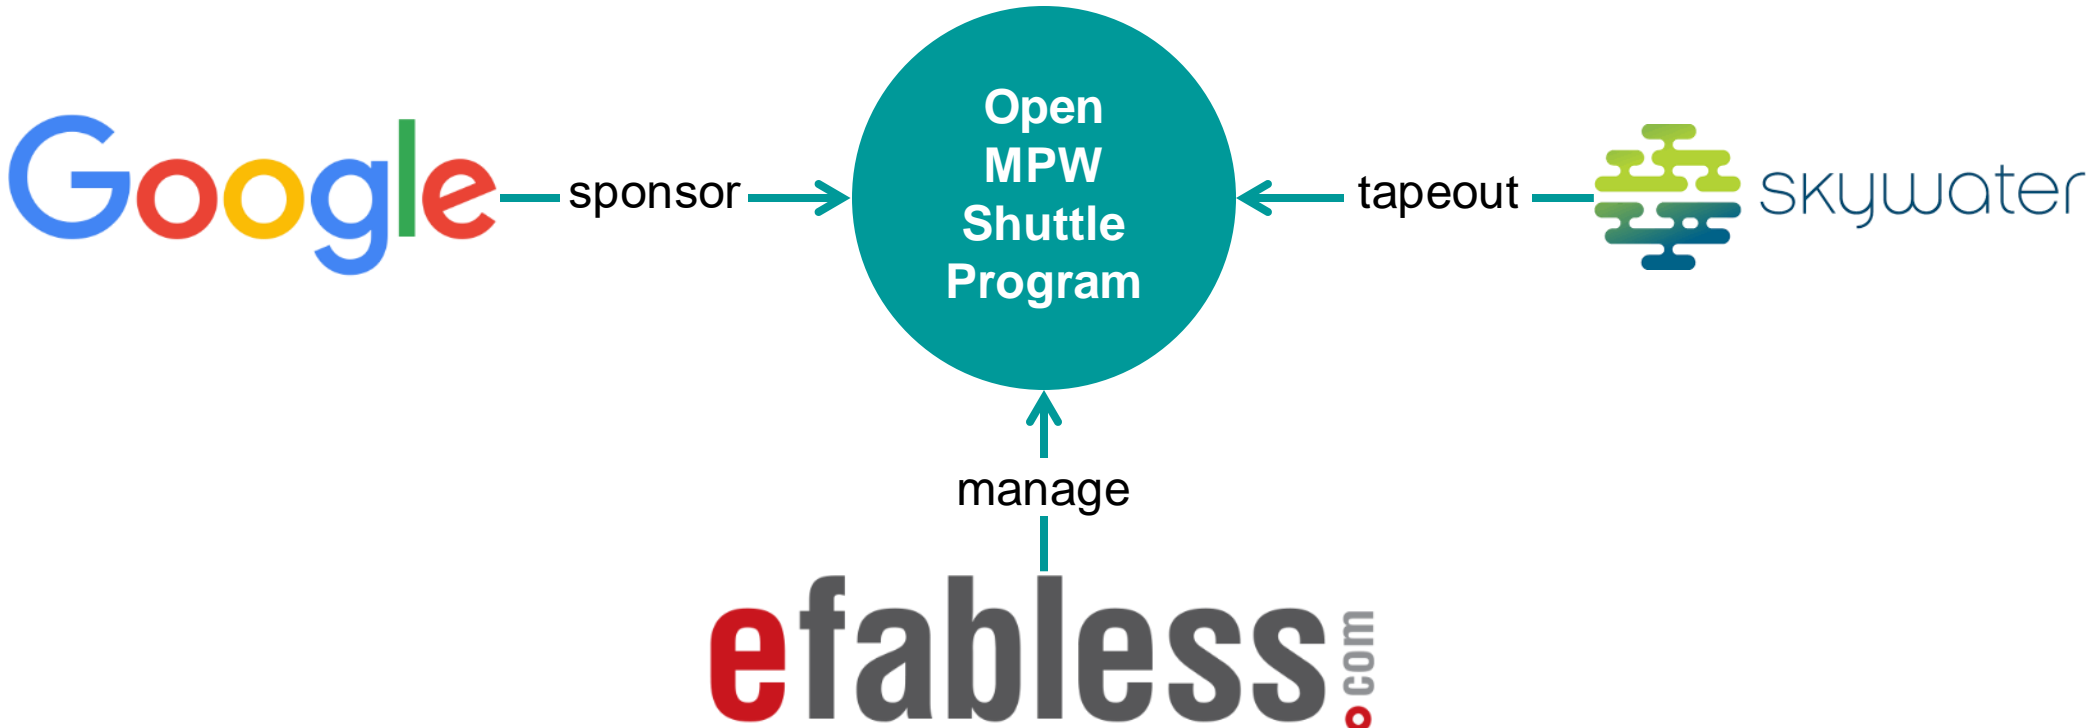 Google
sponsor
Open
MPW
Shuttle
Program
tapeout
skywater
manage
efabless.com